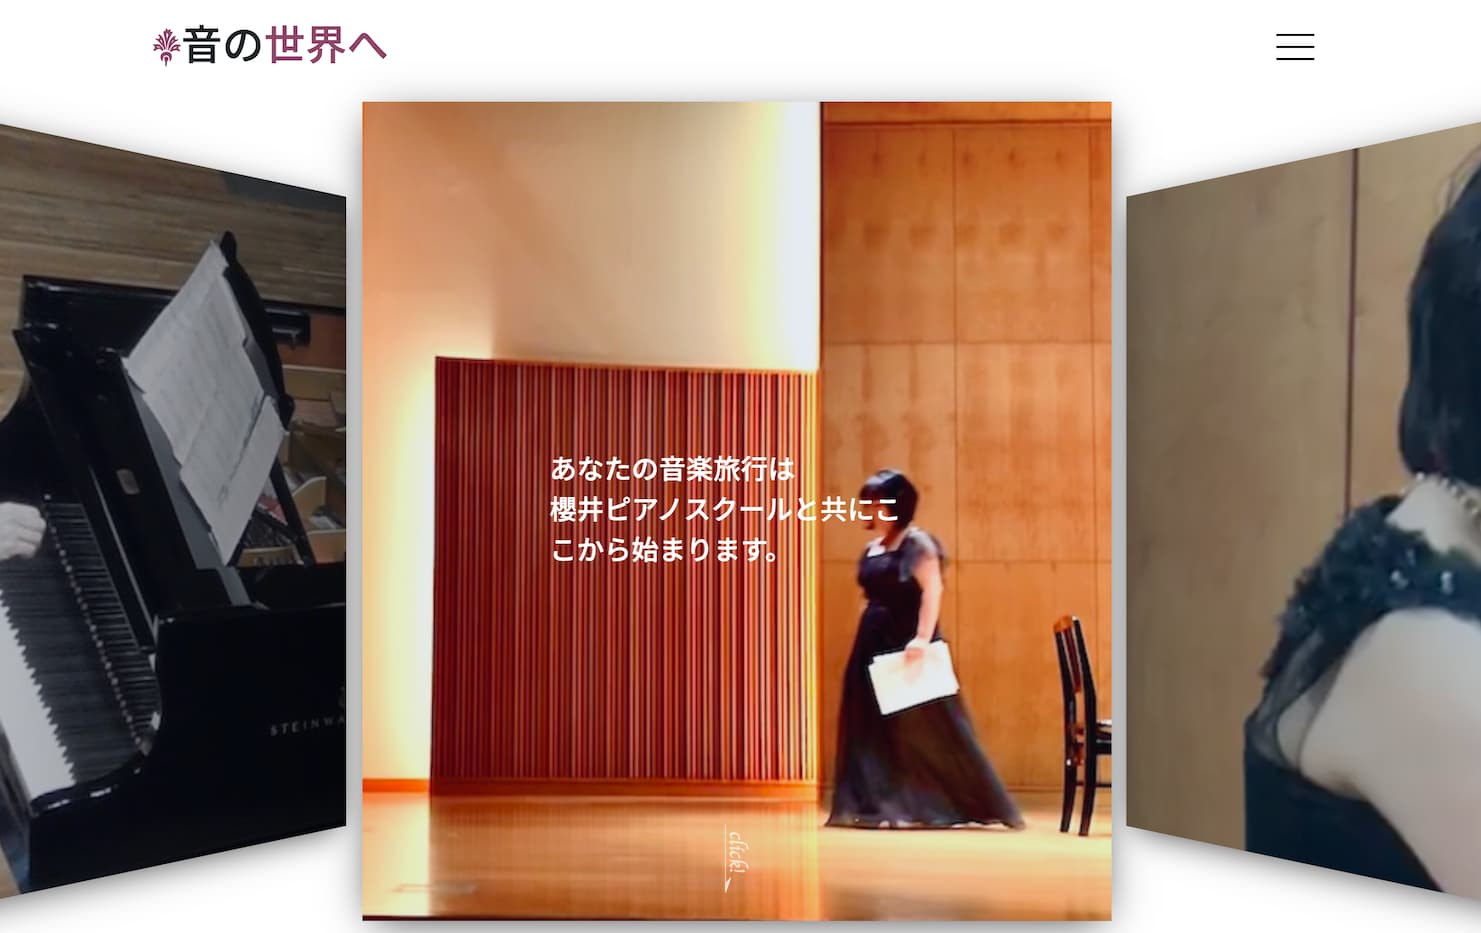 音の世界へ
あなたの音楽旅行は
櫻井ピアノスクールと共にこ
こから始まります。
STEINWA
click!